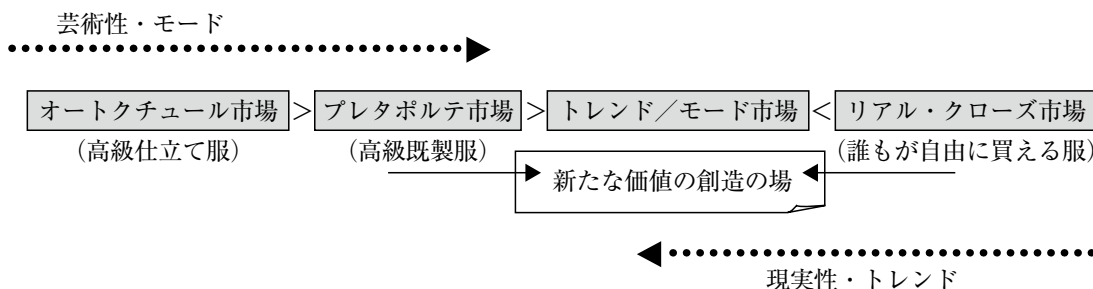 芸術性・モード
オートクチュール市場 > プレタポルテ市場 > トレンド／モード市場 < リアル・クローズ市場
（高級仕立て服） （高級既製服） （誰もが自由に買える服）
新たな価値の創造の場
現実性・トレンド